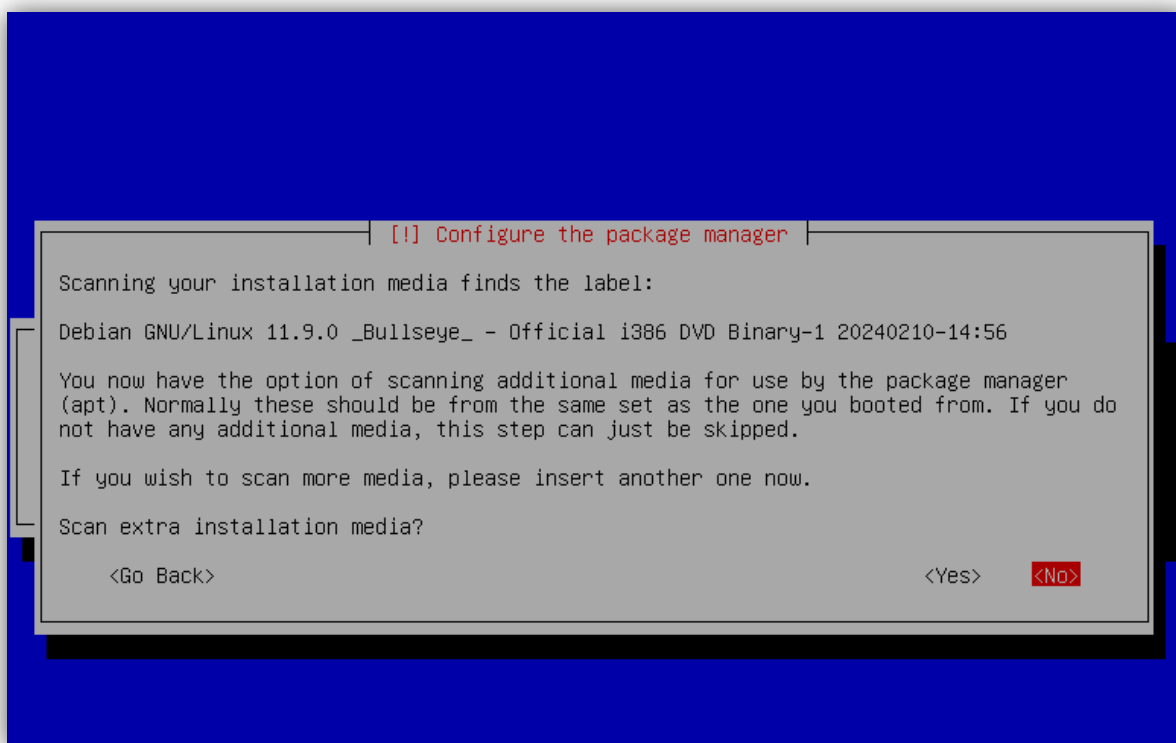 [!] Configure the package manager
Scanning your installation media finds the label:
Debian GNU/Linux 11.9.0 _Bullseye_ - Official i386 DVD Binary-1 20240210-14:56
You now have the option of scanning additional media for use by the package manager
(apt). Normally these should be from the same set as the one you booted from. If you do
not have any additional media, this step can just be skipped.
If you wish to scan more media, please insert another one now.
Scan extra installation media?
<Go Back> <Yes> <No>